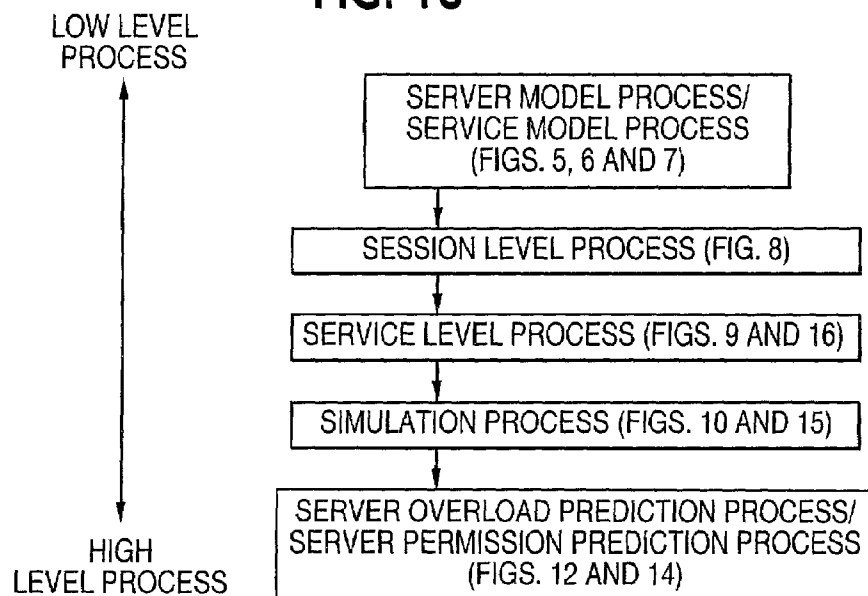 LOW LEVEL
PROCESS
SERVER MODEL PROCESS/
SERVICE MODEL PROCESS
(FIGS. 5, 6 AND 7)
SESSION LEVEL PROCESS (FIG. 8)
SERVICE LEVEL PROCESS (FIGS. 9 AND 16)
SIMULATION PROCESS (FIGS. 10 AND 15)
SERVER OVERLOAD PREDICTION PROCESS/
SERVER PERMISSION PREDICTION PROCESS
(FIGS. 12 AND 14)
HIGH
LEVEL PROCESS